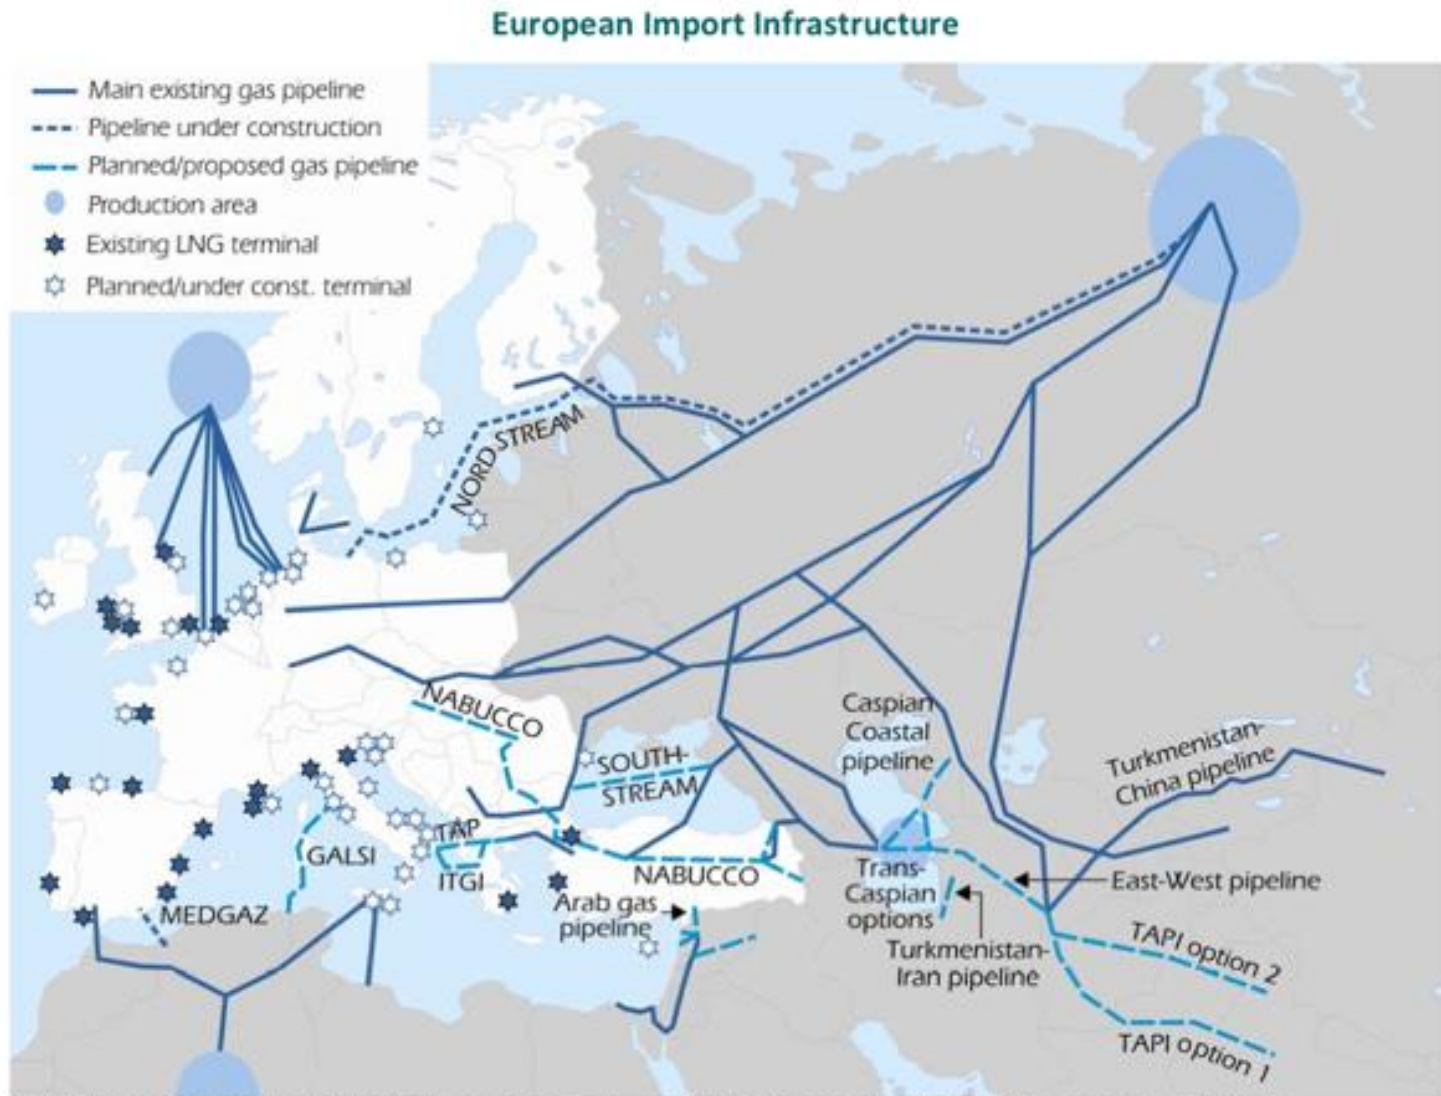 European Import Infrastructure
Main existing gas pipeline
Pipeline under construction
Planned/proposed gas pipeline
Production area
Existing LNG terminal
Planned/under const. terminal
NORD STREAM
NABUCCO
SOUTH-
STREAM
Caspian
Coastal
pipeline
Turkmenistan-
China pipeline
TAP
GALSI
ITGI
NABUCCO
Trans-
Caspian
options
East-West pipeline
MEDGAZ
Arab gas
pipeline
Turkmenistan-
Iran pipeline
TAPI option 2
TAPI option 1